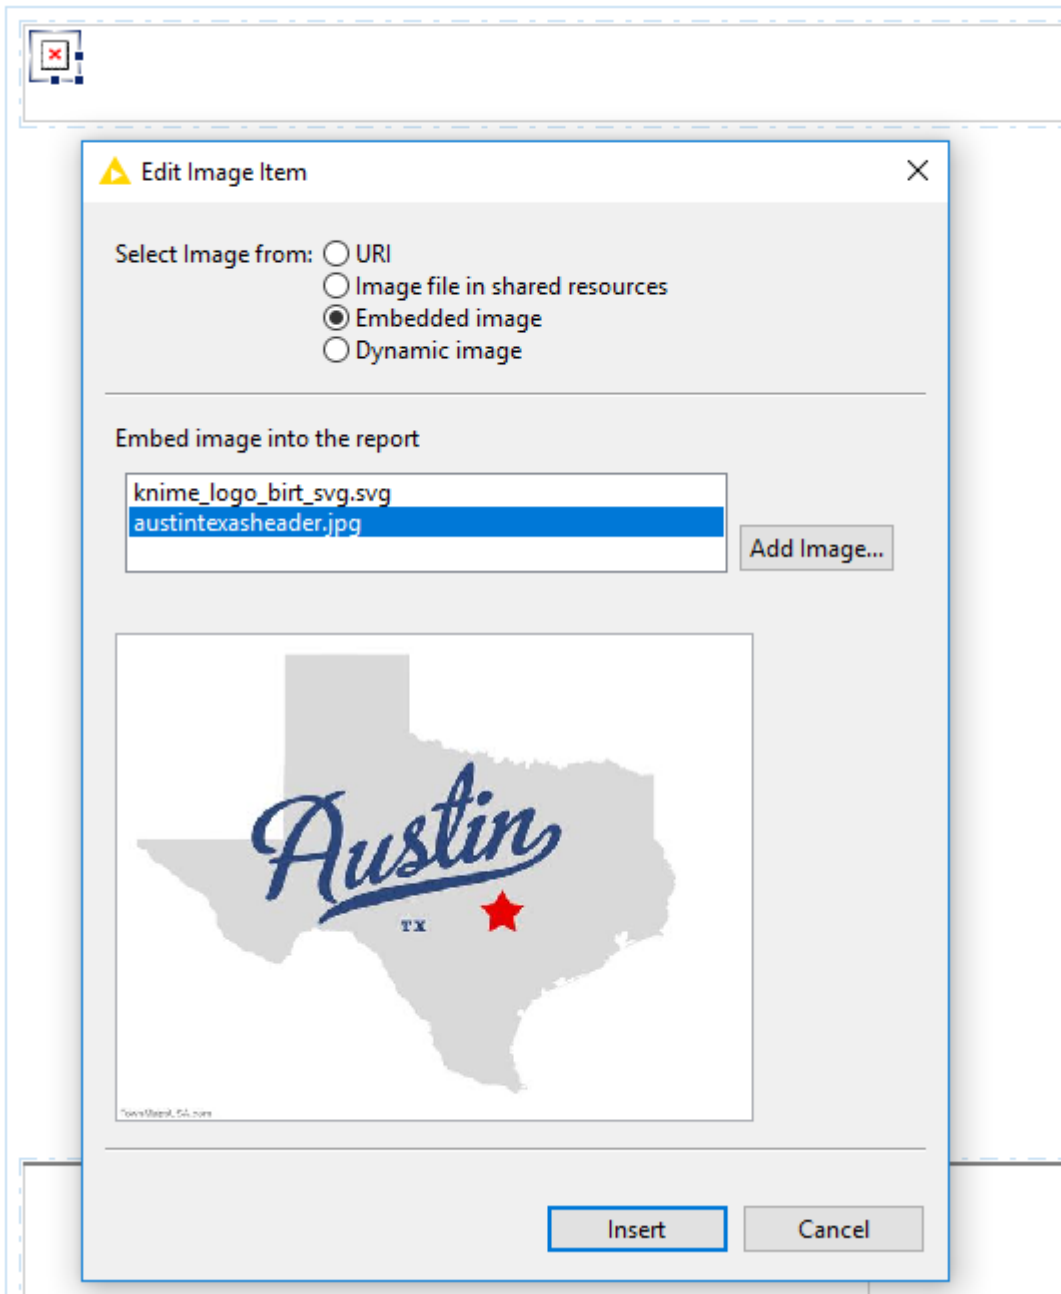 Edit Image Item
Select Image from: URI
Image file in shared resources
Embedded image
Dynamic image
Embed image into the report
knime_logo_birt_svg.svg
austintexasheader.jpg
Add Image...
Austin
TX
Insert Cancel